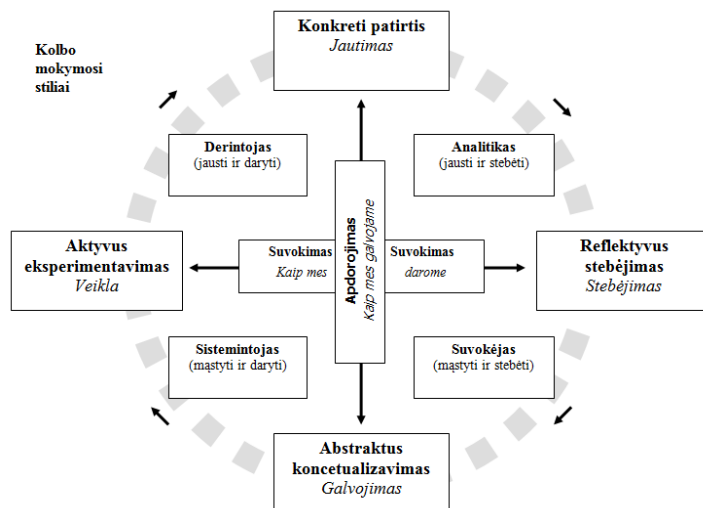 Konkreti patirtis
Jautimas
Kolbo
mokymosi
stiliai
Derintojas
(jausti ir daryti)
Analitikas
(jausti ir stebėti)
Aktyvus
eksperimentavimas
Veikla
Suvokimas
Kaip mes
Apdorojimas
Kaip mes galvojame
Suvokimas
darome
Reflektyvus
stebėjimas
Stebėjimas
Sistemintojas
(mąstyti ir daryti)
Suvokėjas
(mąstyti ir stebėti)
Abstraktus
koncetualizavimas
Galvojimas